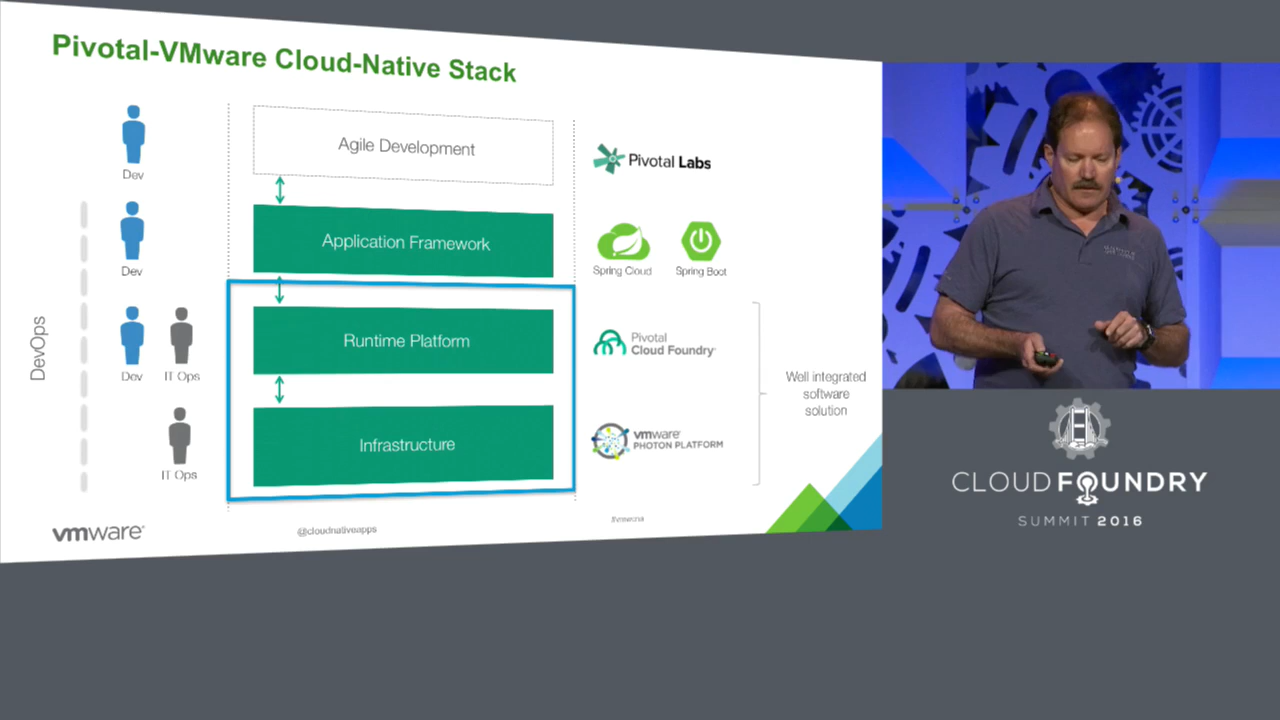 Pivotal-VMware Cloud-Native Stack
Dev
Agile Development
Pivotal Labs
Dev
Application Framework
Spring Cloud
Spring Boot
DevOps
Dev
IT Ops
Runtime Platform
Pivotal
Cloud Foundry
IT Ops
Infrastructure
vmware®
PHOTON PLATFORM
Well integrated
software
solution
vmware®
@cloudnativeapps
#vmwcna
CLOUD FOUNDRY
SUMMIT 2016